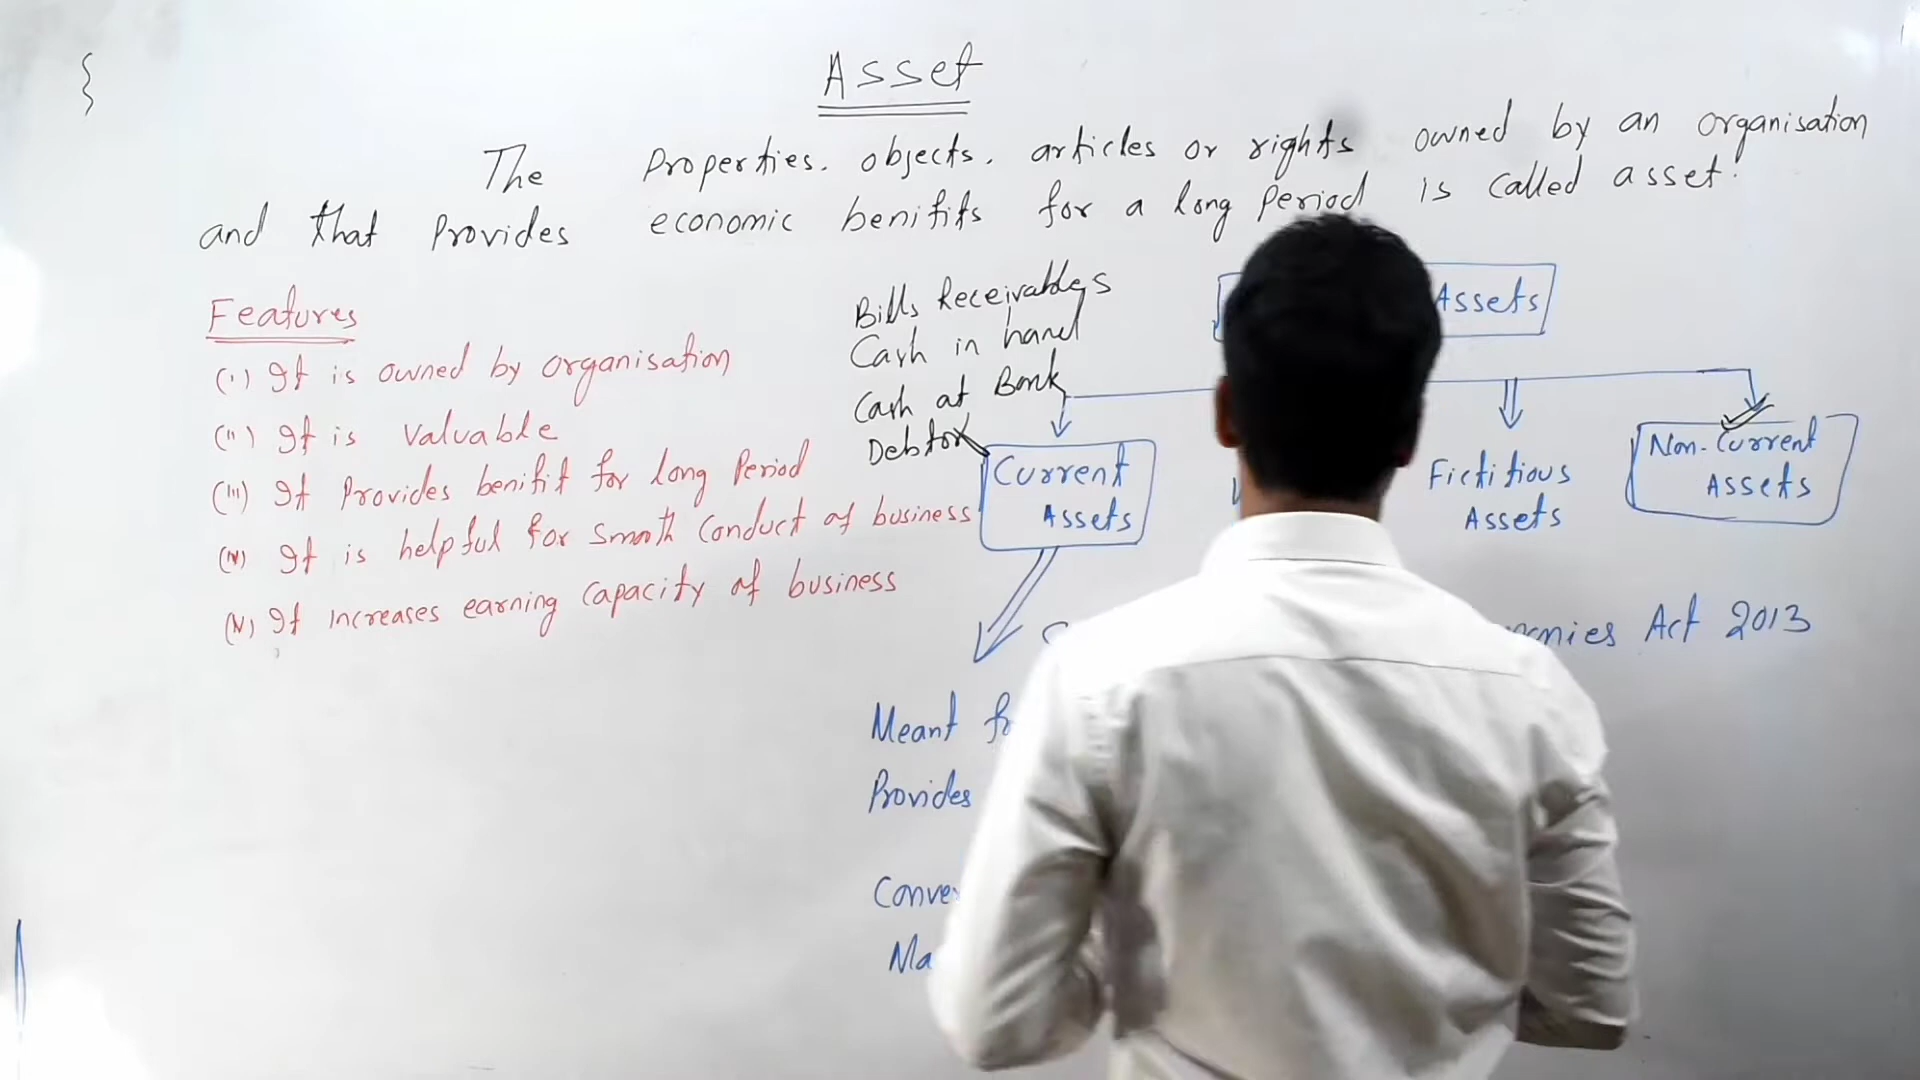 Asset
The Properties, objects, articles or rights owned by an organisation
and that Provides economic benifits for a long Period is called asset.
Features
(i) It is owned by organisation
(ii) It is Valuable
(iii) It Provides benifit for long Period
(iv) It is helpful for smooth Conduct of business
(v) It increases earning capacity of business
Bills Receivables
Cash in hand
Cash at Bank
Debtor
Assets
Current
Assets
Fictitious
Assets
Non-Current
Assets
Act 2013
Meant
Provides